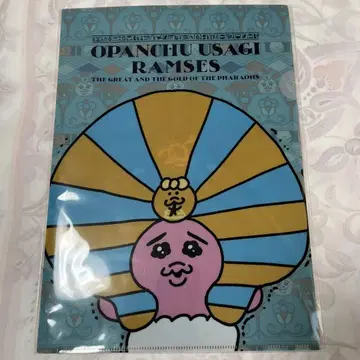 OPANCHU USAGI
RAMSES
THE GREAT AND THE GOLD OF THE PHARAOHS